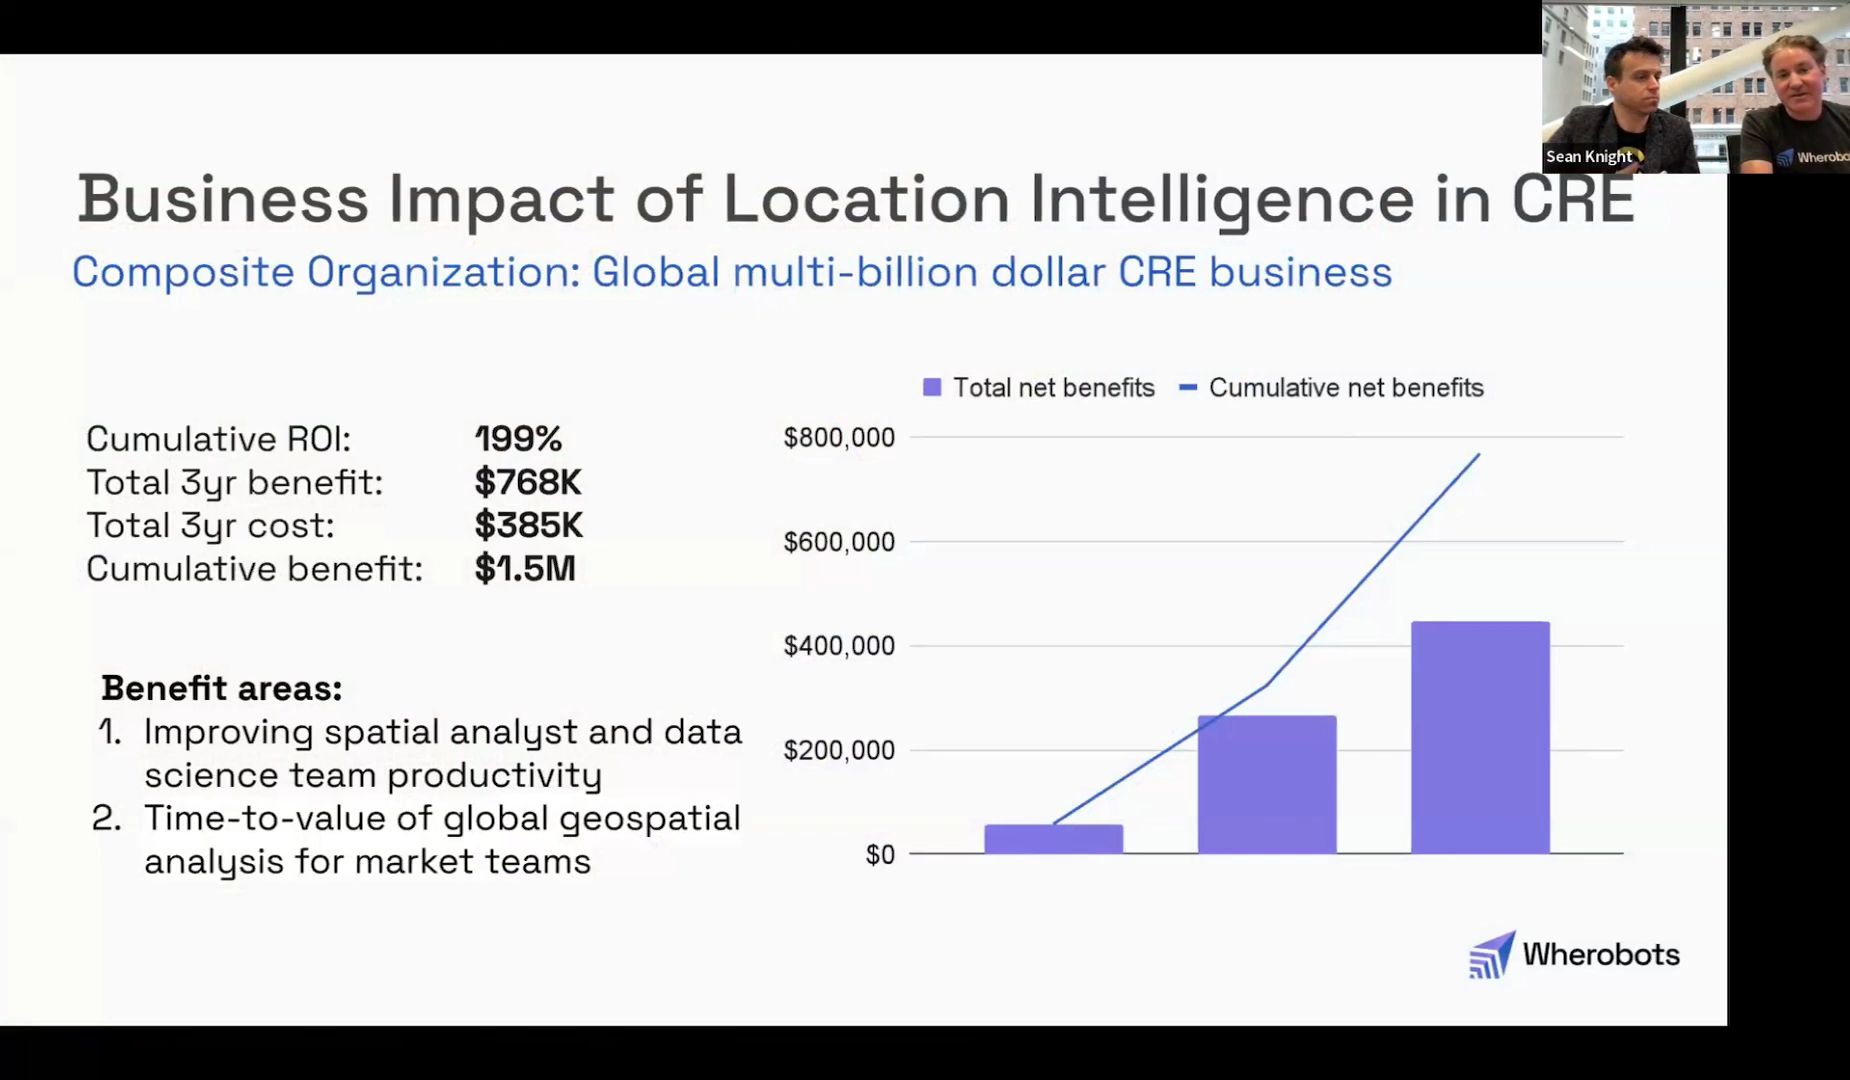 Sean Knight
Wherobo
Business Impact of Location Intelligence in CRE
Composite Organization: Global multi-billion dollar CRE business
Cumulative ROI: 199%
Total 3yr benefit: $768K
Total 3yr cost: $385K
Cumulative benefit: $1.5M
Benefit areas:
1. Improving spatial analyst and data
science team productivity
2. Time-to-value of global geospatial
analysis for market teams
Total net benefits Cumulative net benefits
$800,000
$600,000
$400,000
$200,000
$0
Wherobots